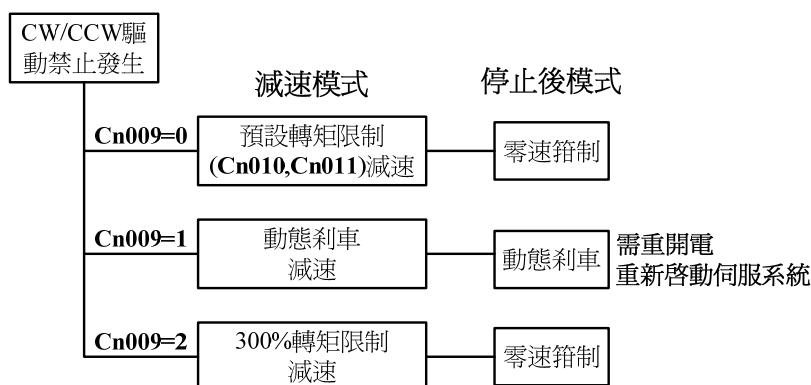 CW/CCW驅
動禁止發生
減速模式
停止後模式
Cn009=0
預設轉矩限制
(Cn010,Cn011)減速
零速箝制
Cn009=1
動態剎車
減速
動態剎車
需重開電
重新啓動伺服系統
Cn009=2
300%轉矩限制
減速
零速箝制